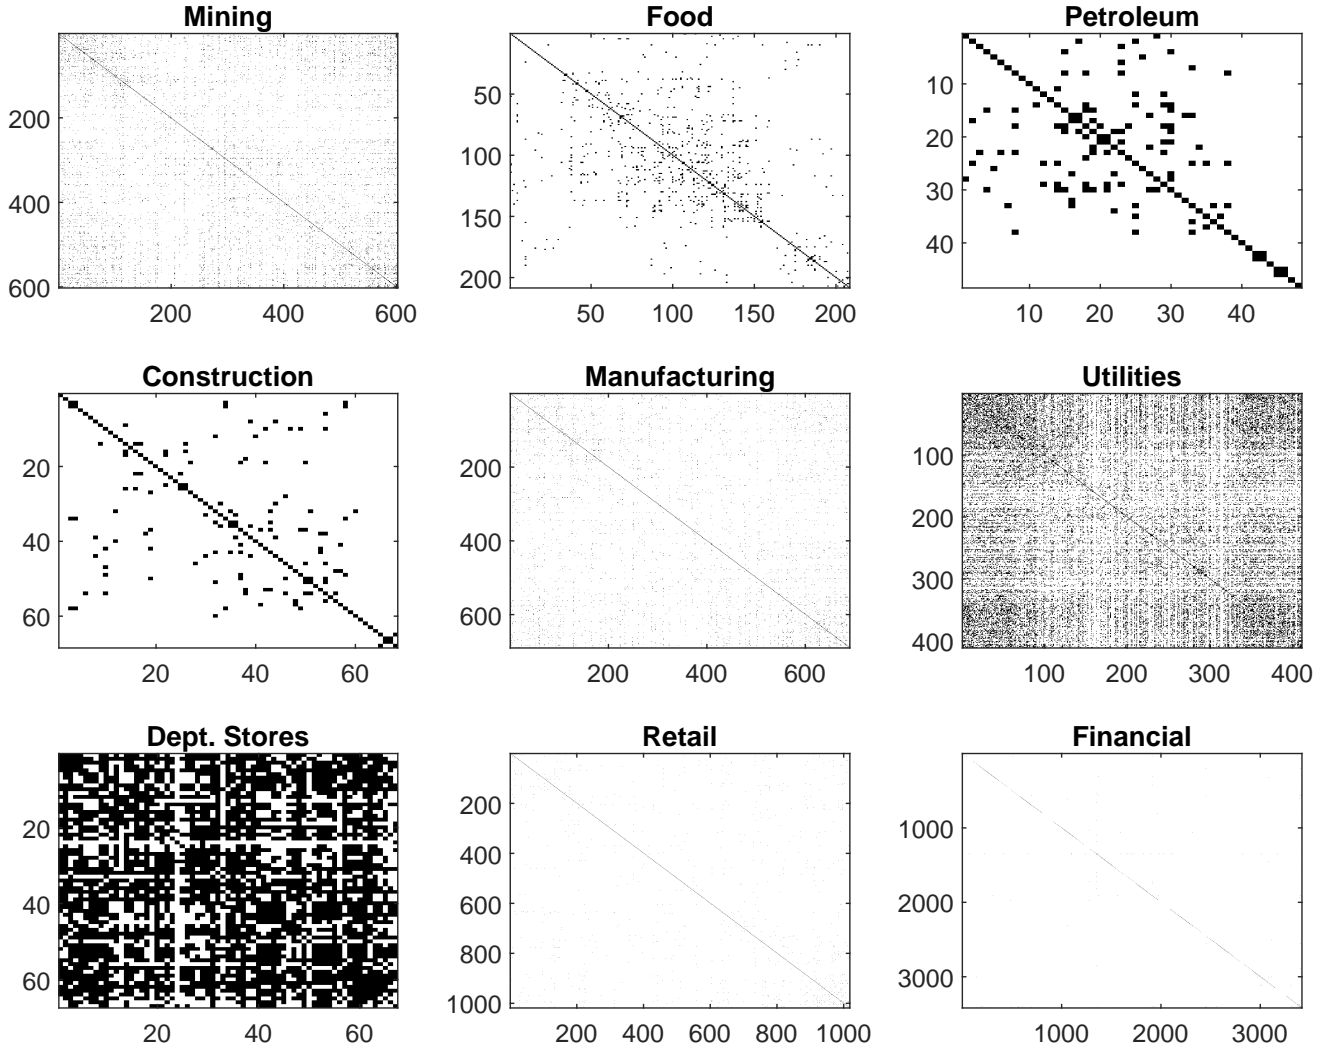 Mining Food Petroleum
200
400
600
200 400 600
50
100
150
200
50 100 150 200
10
20
30
40
10 20 30 40
Construction Manufacturing Utilities
20
40
60
20 40 60
200
400
600
200 400 600
100
200
300
400
100 200 300 400
Dept. Stores Retail Financial
20
40
60
20 40 60
200
400
600
800
1000
200 400 600 800 1000
1000
2000
3000
1000 2000 3000